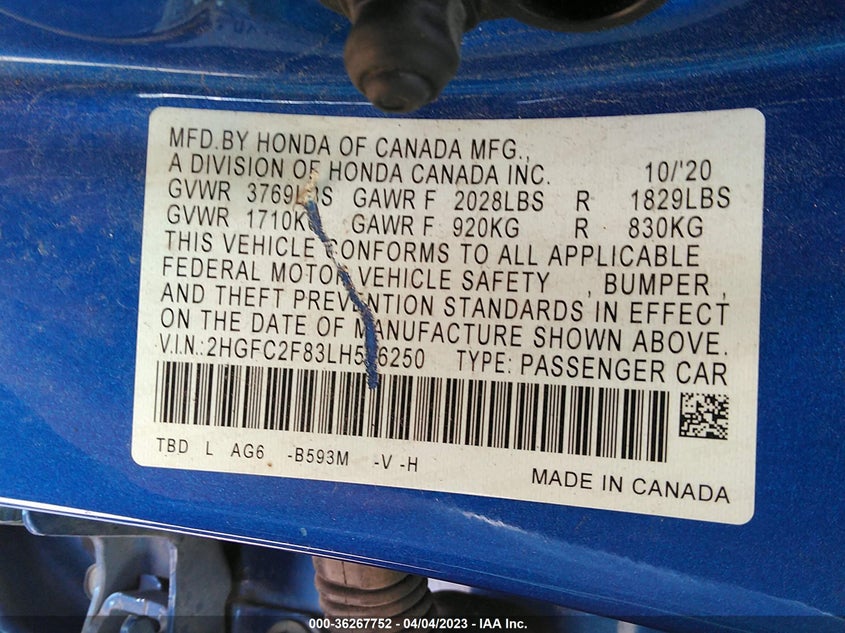 MFD.BY HONDA OF CANADA MFG.,
A DIVISION OF HONDA CANADA INC. 10/'20
GVWR 3769LBS GAWR F 2028LBS R 1829LBS
GVWR 1710KG GAWR F 920KG R 830KG
THIS VEHICLE CONFORMS TO ALL APPLICABLE
FEDERAL MOTOR VEHICLE SAFETY , BUMPER ,
AND THEFT PREVENTION STANDARDS IN EFFECT
ON THE DATE OF MANUFACTURE SHOWN ABOVE.
V.I.N.: TYPE: PASSENGER CAR
TBD L AG6 -B593M -V -H
MADE IN CANADA
000-36267752 - 04/04/2023 - IAA Inc.